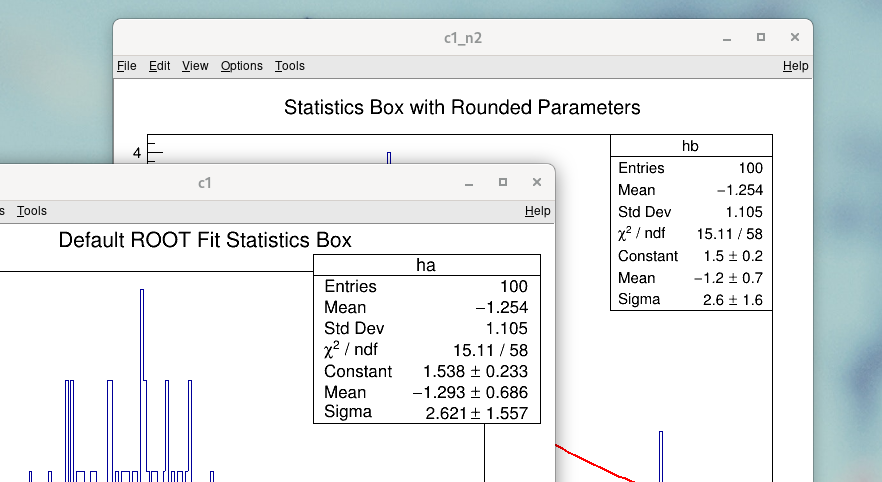 c1_n2
File Edit View Options Tools Help
Statistics Box with Rounded Parameters
4
hb
Entries 100
Mean −1.254
Std Dev 1.105
χ² / ndf 15.11 / 58
Constant 1.5 ± 0.2
Mean −1.2 ± 0.7
Sigma 2.6 ± 1.6
c1
s Tools Help
Default ROOT Fit Statistics Box
ha
Entries 100
Mean −1.254
Std Dev 1.105
χ² / ndf 15.11 / 58
Constant 1.538 ± 0.233
Mean −1.293 ± 0.686
Sigma 2.621 ± 1.557